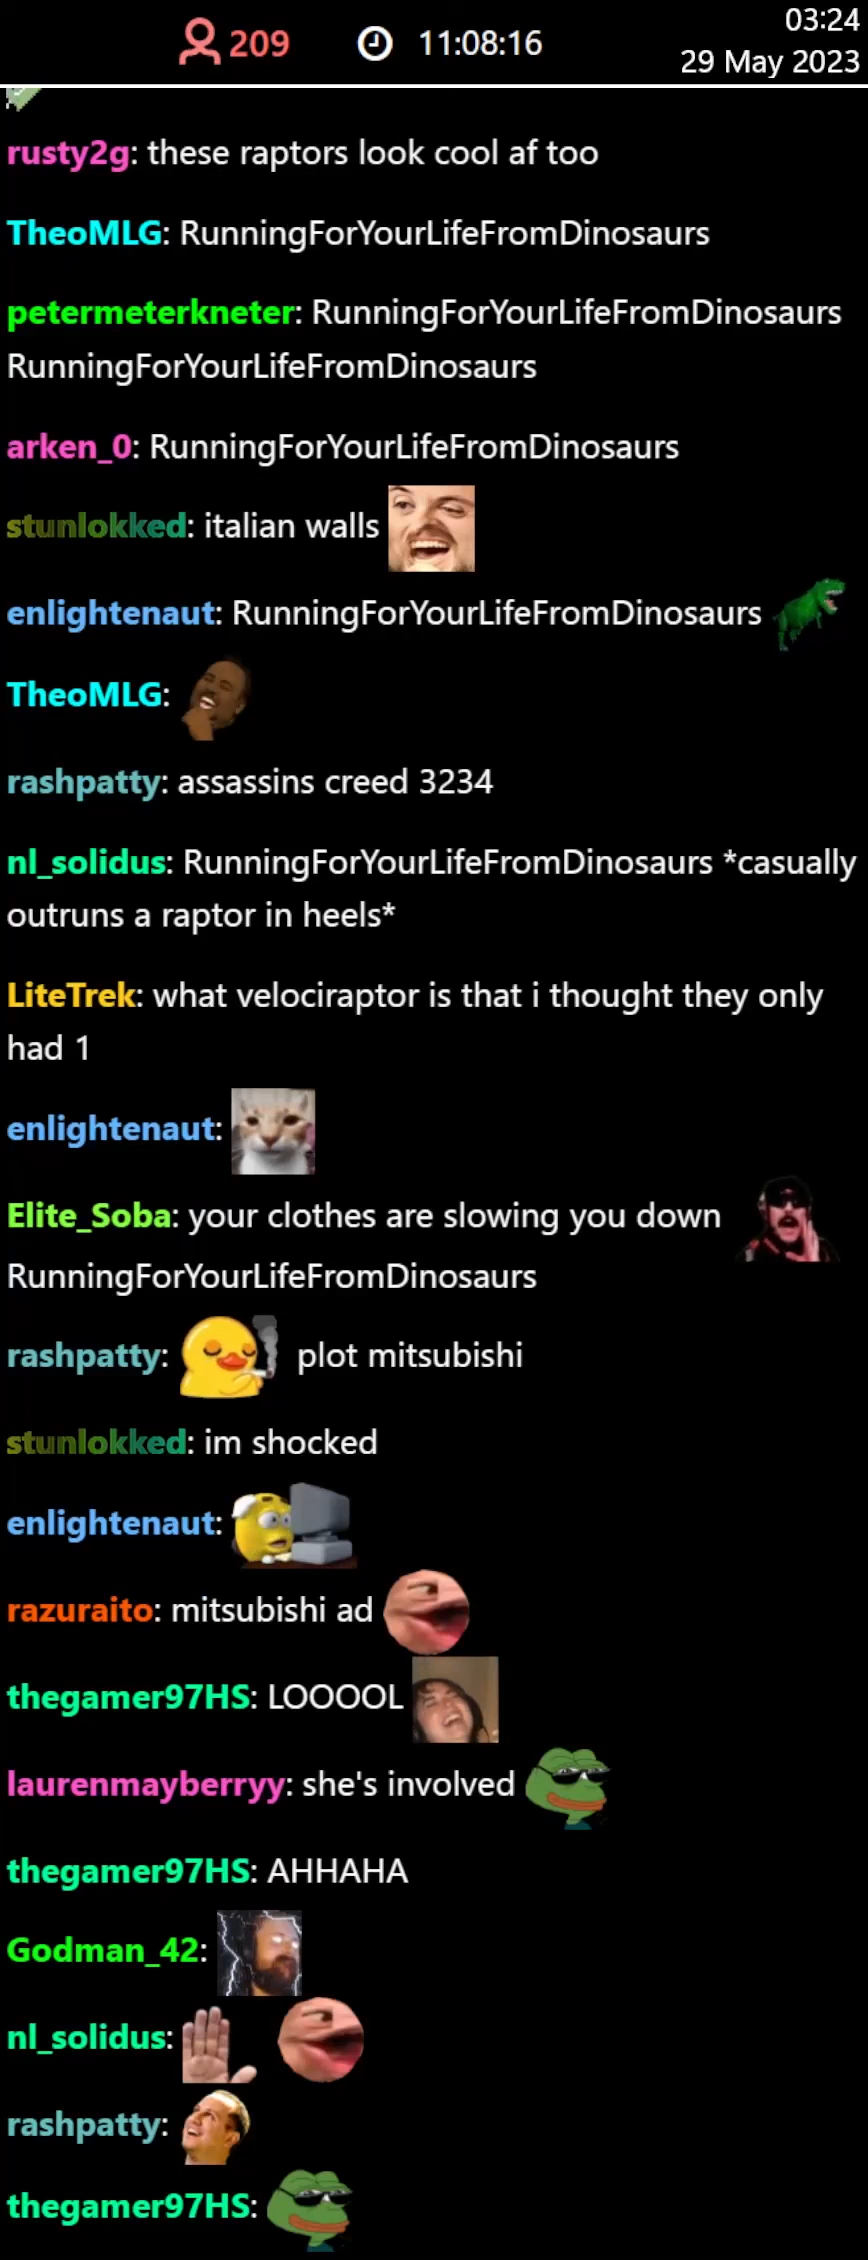 209
11:08:16
03:24
29 May 2023
rusty2g: these raptors look cool af too
TheoMLG: RunningForYourLifeFromDinosaurs
petermeterkneter: RunningForYourLifeFromDinosaurs
RunningForYourLifeFromDinosaurs
arken_0: RunningForYourLifeFromDinosaurs
stunlokked: italian walls
enlightenaut: RunningForYourLifeFromDinosaurs
TheoMLG:
rashpatty: assassins creed 3234
nl_solidus: RunningForYourLifeFromDinosaurs *casually
outruns a raptor in heels*
LiteTrek: what velociraptor is that i thought they only
had 1
enlightenaut:
Elite_Soba: your clothes are slowing you down
RunningForYourLifeFromDinosaurs
rashpatty: plot mitsubishi
stunlokked: im shocked
enlightenaut:
razuraito: mitsubishi ad
thegamer97HS: LOOOOL
laurenmayberryy: she's involved
thegamer97HS: AHHAHA
Godman_42:
nl_solidus:
rashpatty:
thegamer97HS: